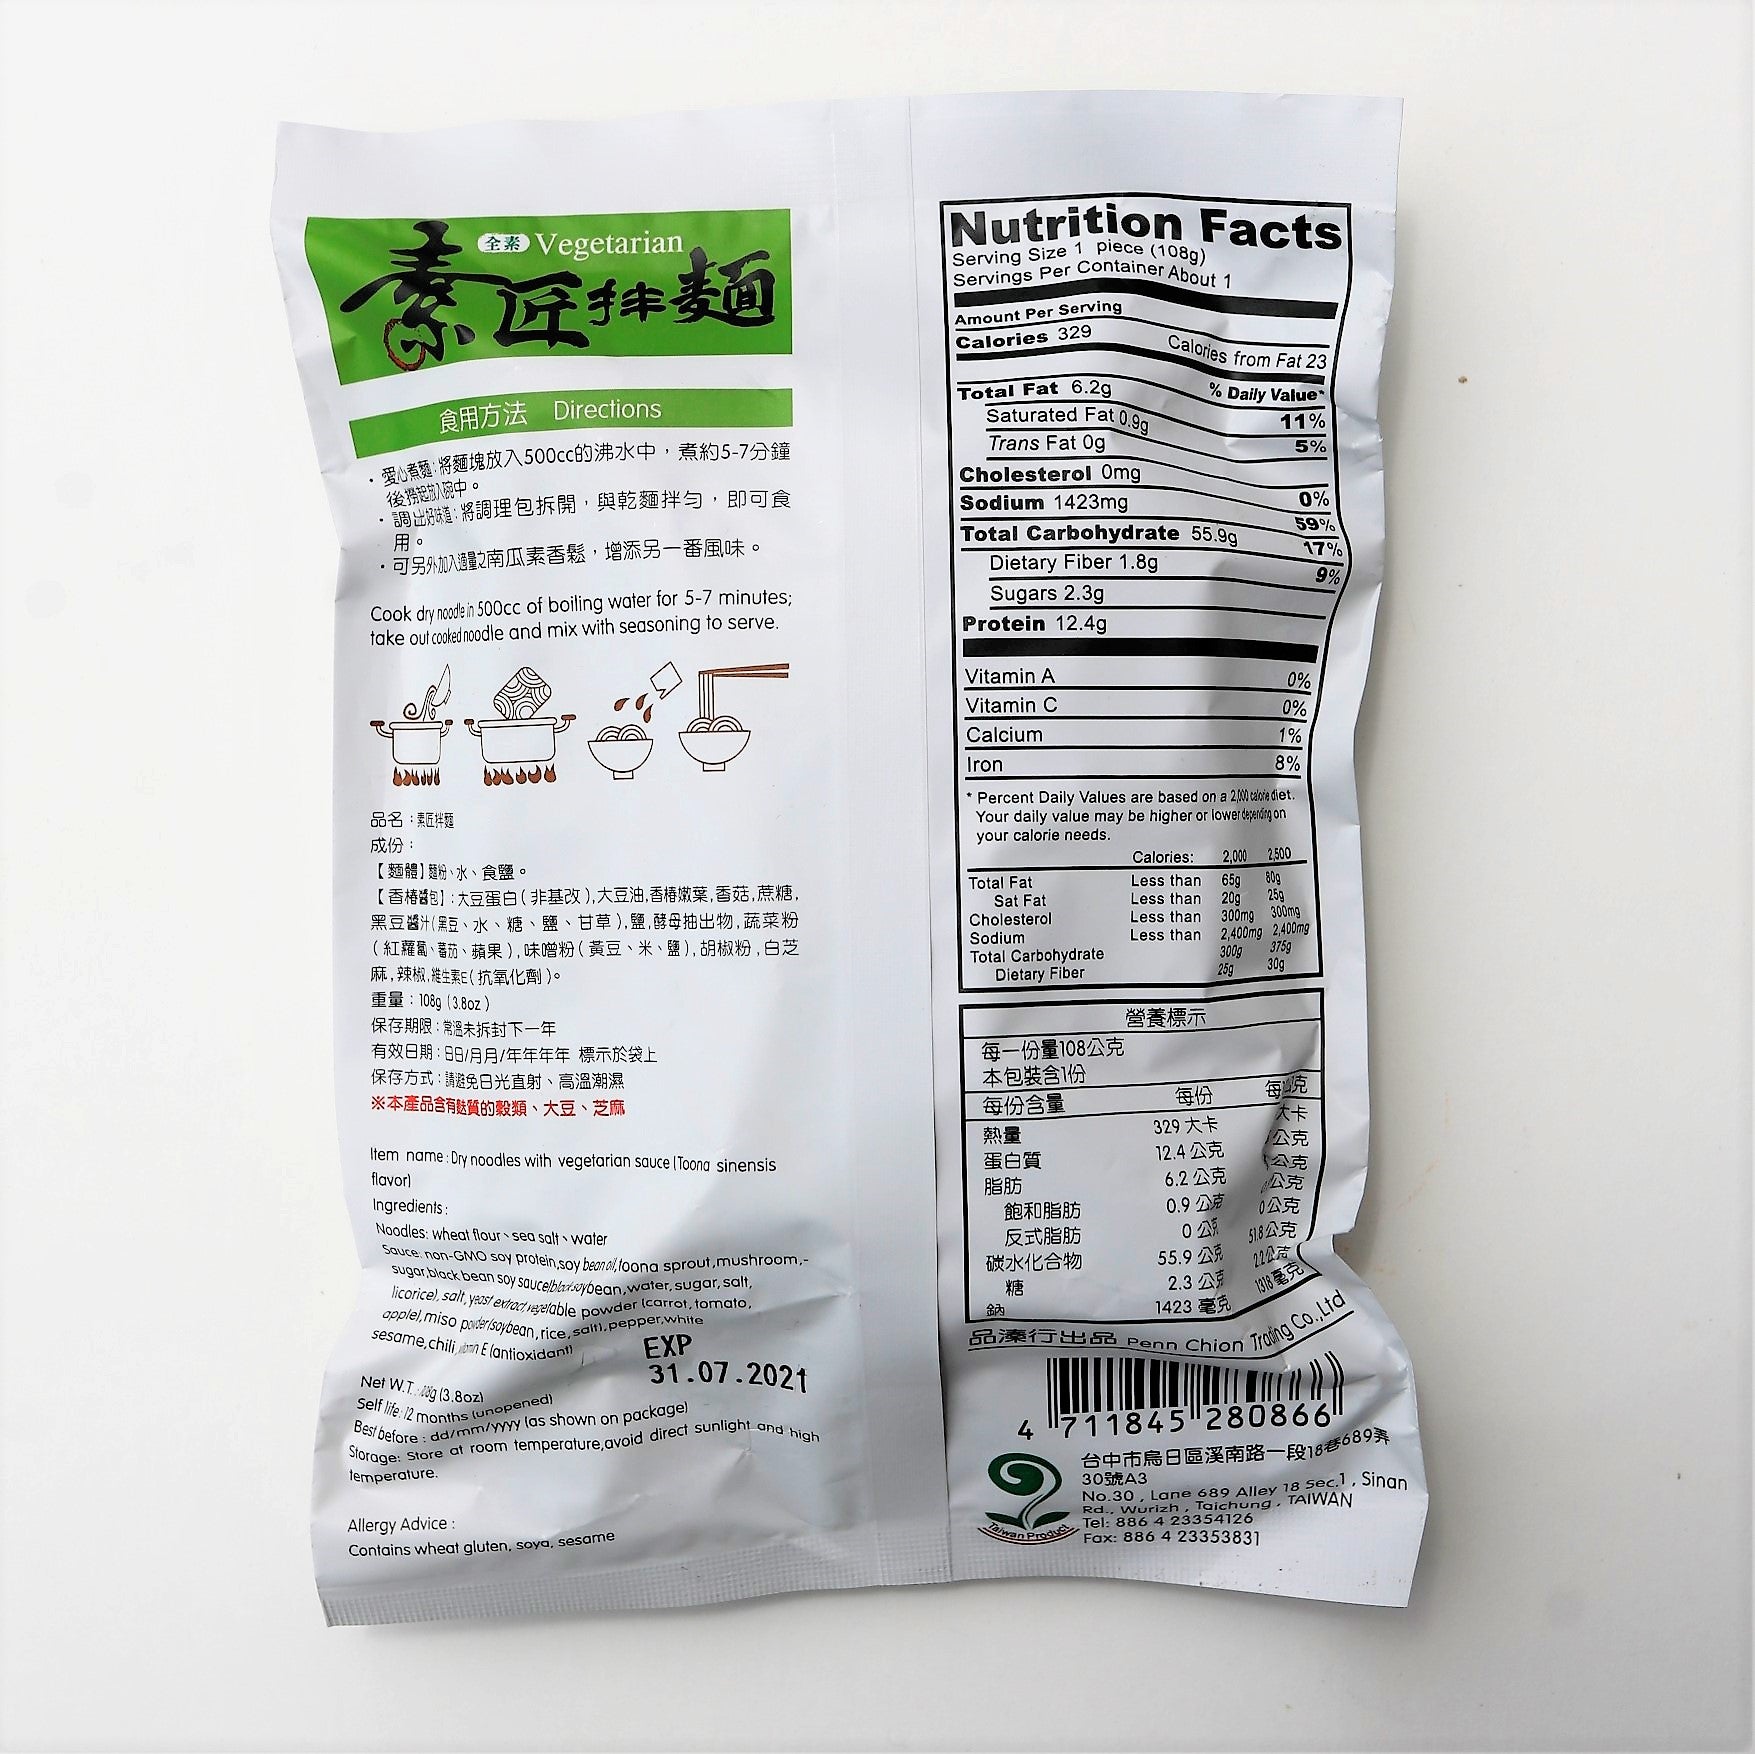 全素 Vegetarian
素匠拌麵
食用方法 Directions
・愛心煮麵:將麵塊放入500cc的沸水中，煮約5-7分鐘
後撈起放入碗中。
・調出好味道:將調理包拆開，與乾麵拌勻，即可食
用。
・可另外加入適量之南瓜素香鬆，增添另一番風味。
Cook dry noodle in 500cc of boiling water for 5-7 minutes;
take out cooked noodle and mix with seasoning to serve.
品名：素匠拌麵
成份：
【麵體】麵粉、水、食鹽。
【香椿醬包】:大豆蛋白(非基改),大豆油,香椿嫩葉,香菇,蔗糖,
黑豆醬汁(黑豆、水、糖、鹽、甘草),鹽,酵母抽出物,蔬菜粉
(紅蘿蔔、蕃茄、蘋果),味噌粉(黃豆、米、鹽),胡椒粉,白芝
麻,辣椒,維生素E(抗氧化劑)。
重量：108g (3.8oz)
保存期限：常溫未拆封下一年
有效日期：日日/月月/年年年年 標示於袋上
保存方式：請避免日光直射、高溫潮濕
※本產品含有麩質的穀類、大豆、芝麻
Item name: Dry noodles with vegetarian sauce (Toona sinensis
flavor)
Ingredients:
Noodles: wheat flour、sea salt、water
Sauce: non-GMO soy protein,soy bean oil,toona sprout,mushroom,-
sugar,black bean soy sauce(black soybean,water,sugar,salt,
licorice),salt,yeast extract,vegetable powder (carrot,tomato,
apple),miso powder(soybean,rice,salt),pepper,white
sesame,chili,vitamin E (antioxidant)
EXP
31.07.2021
Net W.T.:108g (3.8oz)
Self life:12 months (unopened)
Best before : dd/mm/yyyy (as shown on package)
Storage: Store at room temperature,avoid direct sunlight and high
temperature.
Allergy Advice :
Contains wheat gluten, soya, sesame
Nutrition Facts
Serving Size 1 piece (108g)
Servings Per Container About 1
Amount Per Serving
Calories 329 Calories from Fat 23
% Daily Value*
Total Fat 6.2g 11%
Saturated Fat 0.9g 5%
Trans Fat 0g
Cholesterol 0mg 0%
Sodium 1423mg 59%
Total Carbohydrate 55.9g 17%
Dietary Fiber 1.8g 9%
Sugars 2.3g
Protein 12.4g
Vitamin A 0%
Vitamin C 0%
Calcium 1%
Iron 8%
* Percent Daily Values are based on a 2,000 calorie diet.
Your daily value may be higher or lower depending on
your calorie needs.
Calories: 2,000 2,500
Total Fat Less than 65g 80g
Sat Fat Less than 20g 25g
Cholesterol Less than 300mg 300mg
Sodium Less than 2,400mg 2,400mg
Total Carbohydrate 300g 375g
Dietary Fiber 25g 30g
營養標示
每一份量108公克
本包裝含1份
每份含量 每份
熱量 329 大卡 大卡
蛋白質 12.4 公克 公克
脂肪 6.2 公克 公克
飽和脂肪 0.9 公克 公克
反式脂肪 0 公克 0 公克
碳水化合物 55.9 公克 51.8 公克
糖 2.3 公克 2.2 公克
鈉 1423 毫克 1318 毫克
品溱行出品 Penn Chion Trading Co.,Ltd
4 711845 280866
台中市烏日區溪南路一段18巷689弄
30號A3
No.30 , Lane 689 Alley 18 Sec.1 , Sinan
Rd., Wurizh , Taichung , TAIWAN
Tel: 886 4 23354126
Fax: 886 4 23353831
Taiwan Product